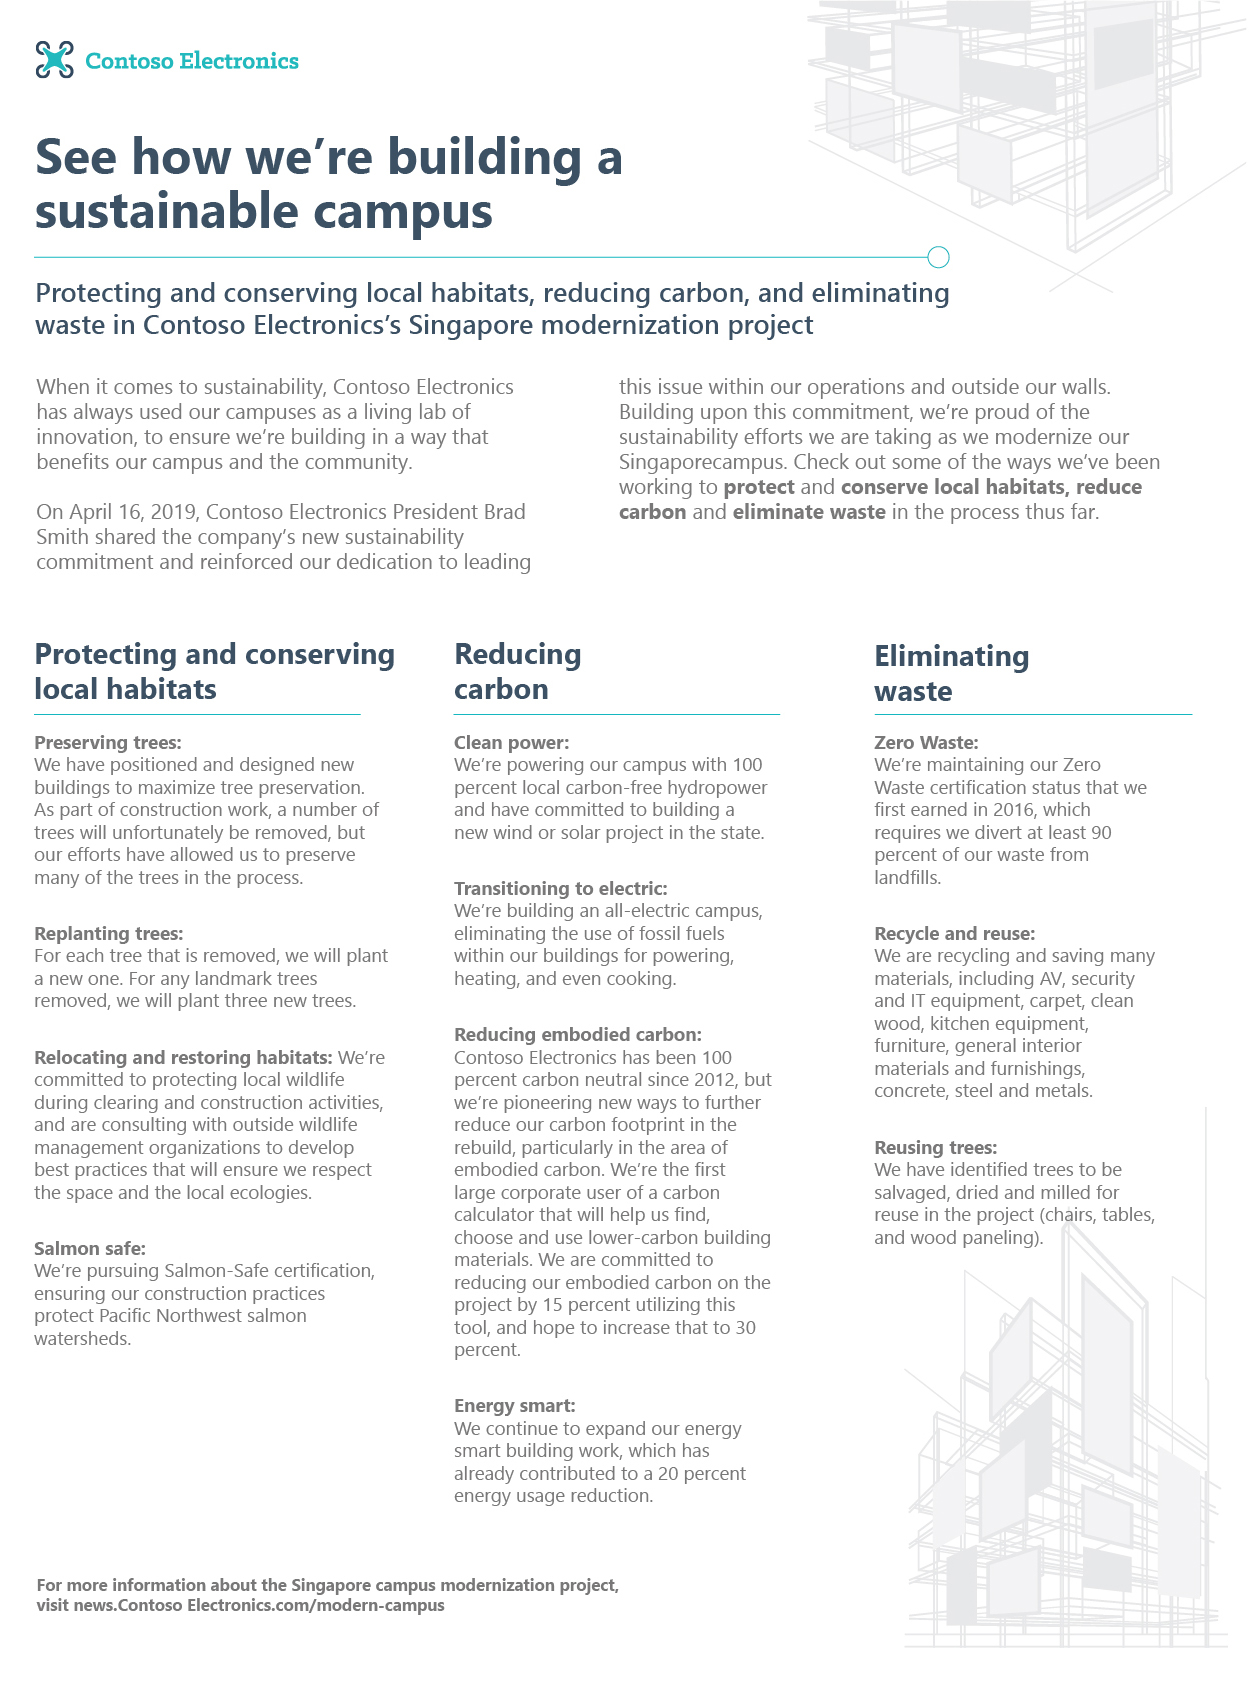 Contoso Electronics
See how we’re building a
sustainable campus
Protecting and conserving local habitats, reducing carbon, and eliminating
waste in Contoso Electronics’s Singapore modernization project
When it comes to sustainability, Contoso Electronics
has always used our campuses as a living lab of
innovation, to ensure we’re building in a way that
benefits our campus and the community.
On April 16, 2019, Contoso Electronics President Brad
Smith shared the company’s new sustainability
commitment and reinforced our dedication to leading
this issue within our operations and outside our walls.
Building upon this commitment, we’re proud of the
sustainability efforts we are taking as we modernize our
Singaporecampus. Check out some of the ways we’ve been
working to protect and conserve local habitats, reduce
carbon and eliminate waste in the process thus far.
Protecting and conserving
local habitats
Preserving trees:
We have positioned and designed new
buildings to maximize tree preservation.
As part of construction work, a number of
trees will unfortunately be removed, but
our efforts have allowed us to preserve
many of the trees in the process.
Replanting trees:
For each tree that is removed, we will plant
a new one. For any landmark trees
removed, we will plant three new trees.
Relocating and restoring habitats: We’re
committed to protecting local wildlife
during clearing and construction activities,
and are consulting with outside wildlife
management organizations to develop
best practices that will ensure we respect
the space and the local ecologies.
Salmon safe:
We’re pursuing Salmon-Safe certification,
ensuring our construction practices
protect Pacific Northwest salmon
watersheds.
Reducing
carbon
Clean power:
We’re powering our campus with 100
percent local carbon-free hydropower
and have committed to building a
new wind or solar project in the state.
Transitioning to electric:
We’re building an all-electric campus,
eliminating the use of fossil fuels
within our buildings for powering,
heating, and even cooking.
Reducing embodied carbon:
Contoso Electronics has been 100
percent carbon neutral since 2012, but
we’re pioneering new ways to further
reduce our carbon footprint in the
rebuild, particularly in the area of
embodied carbon. We’re the first
large corporate user of a carbon
calculator that will help us find,
choose and use lower-carbon building
materials. We are committed to
reducing our embodied carbon on the
project by 15 percent utilizing this
tool, and hope to increase that to 30
percent.
Energy smart:
We continue to expand our energy
smart building work, which has
already contributed to a 20 percent
energy usage reduction.
Eliminating
waste
Zero Waste:
We’re maintaining our Zero
Waste certification status that we
first earned in 2016, which
requires we divert at least 90
percent of our waste from
landfills.
Recycle and reuse:
We are recycling and saving many
materials, including AV, security
and IT equipment, carpet, clean
wood, kitchen equipment,
furniture, general interior
materials and furnishings,
concrete, steel and metals.
Reusing trees:
We have identified trees to be
salvaged, dried and milled for
reuse in the project (chairs, tables,
and wood paneling).
For more information about the Singapore campus modernization project,
visit news.Contoso Electronics.com/modern-campus